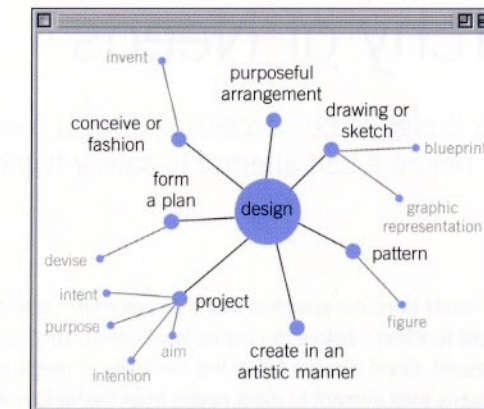 invent
purposeful
arrangement
drawing or
sketch
conceive or
fashion
blueprint
form
a plan
design
graphic
representation
devise
pattern
intent
project
purpose
figure
aim
intention
create in an
artistic manner